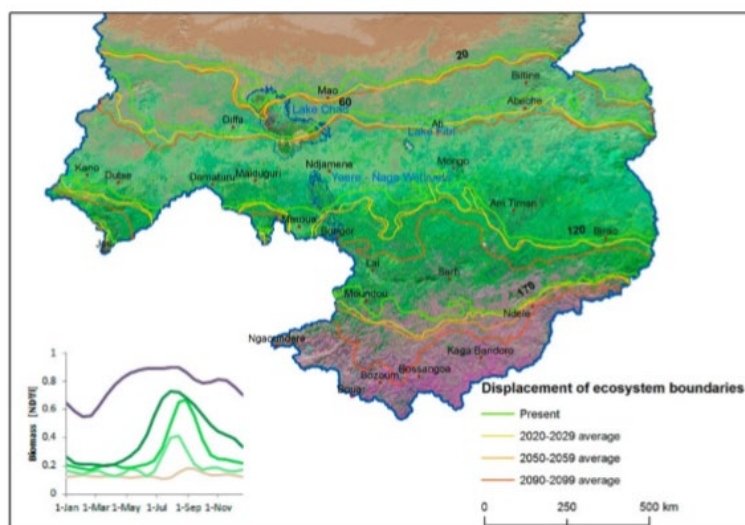 20
Biltine
Mao
60
Lake Chad
Abeche
Diffa
Ati
Lake Fitri
Ndjamena
Mongo
Kano
Dutse
Damaturu
Maiduguri
Am Timan
Maroua
Bongor
120
Birao
Jos
Lai
Sarh
Moundou
170
Ndele
Ngaoundere
Kaga Bandoro
Bossangoa
Bozoum
Bouar
Biomass [NDVI]
1
0.8
0.6
0.4
0.2
0
1-Jan 1-Mar 1-May 1-Jul 1-Sep 1-Nov
Displacement of ecosystem boundaries
Present
2020-2029 average
2050-2059 average
2090-2099 average
0 250 500 km